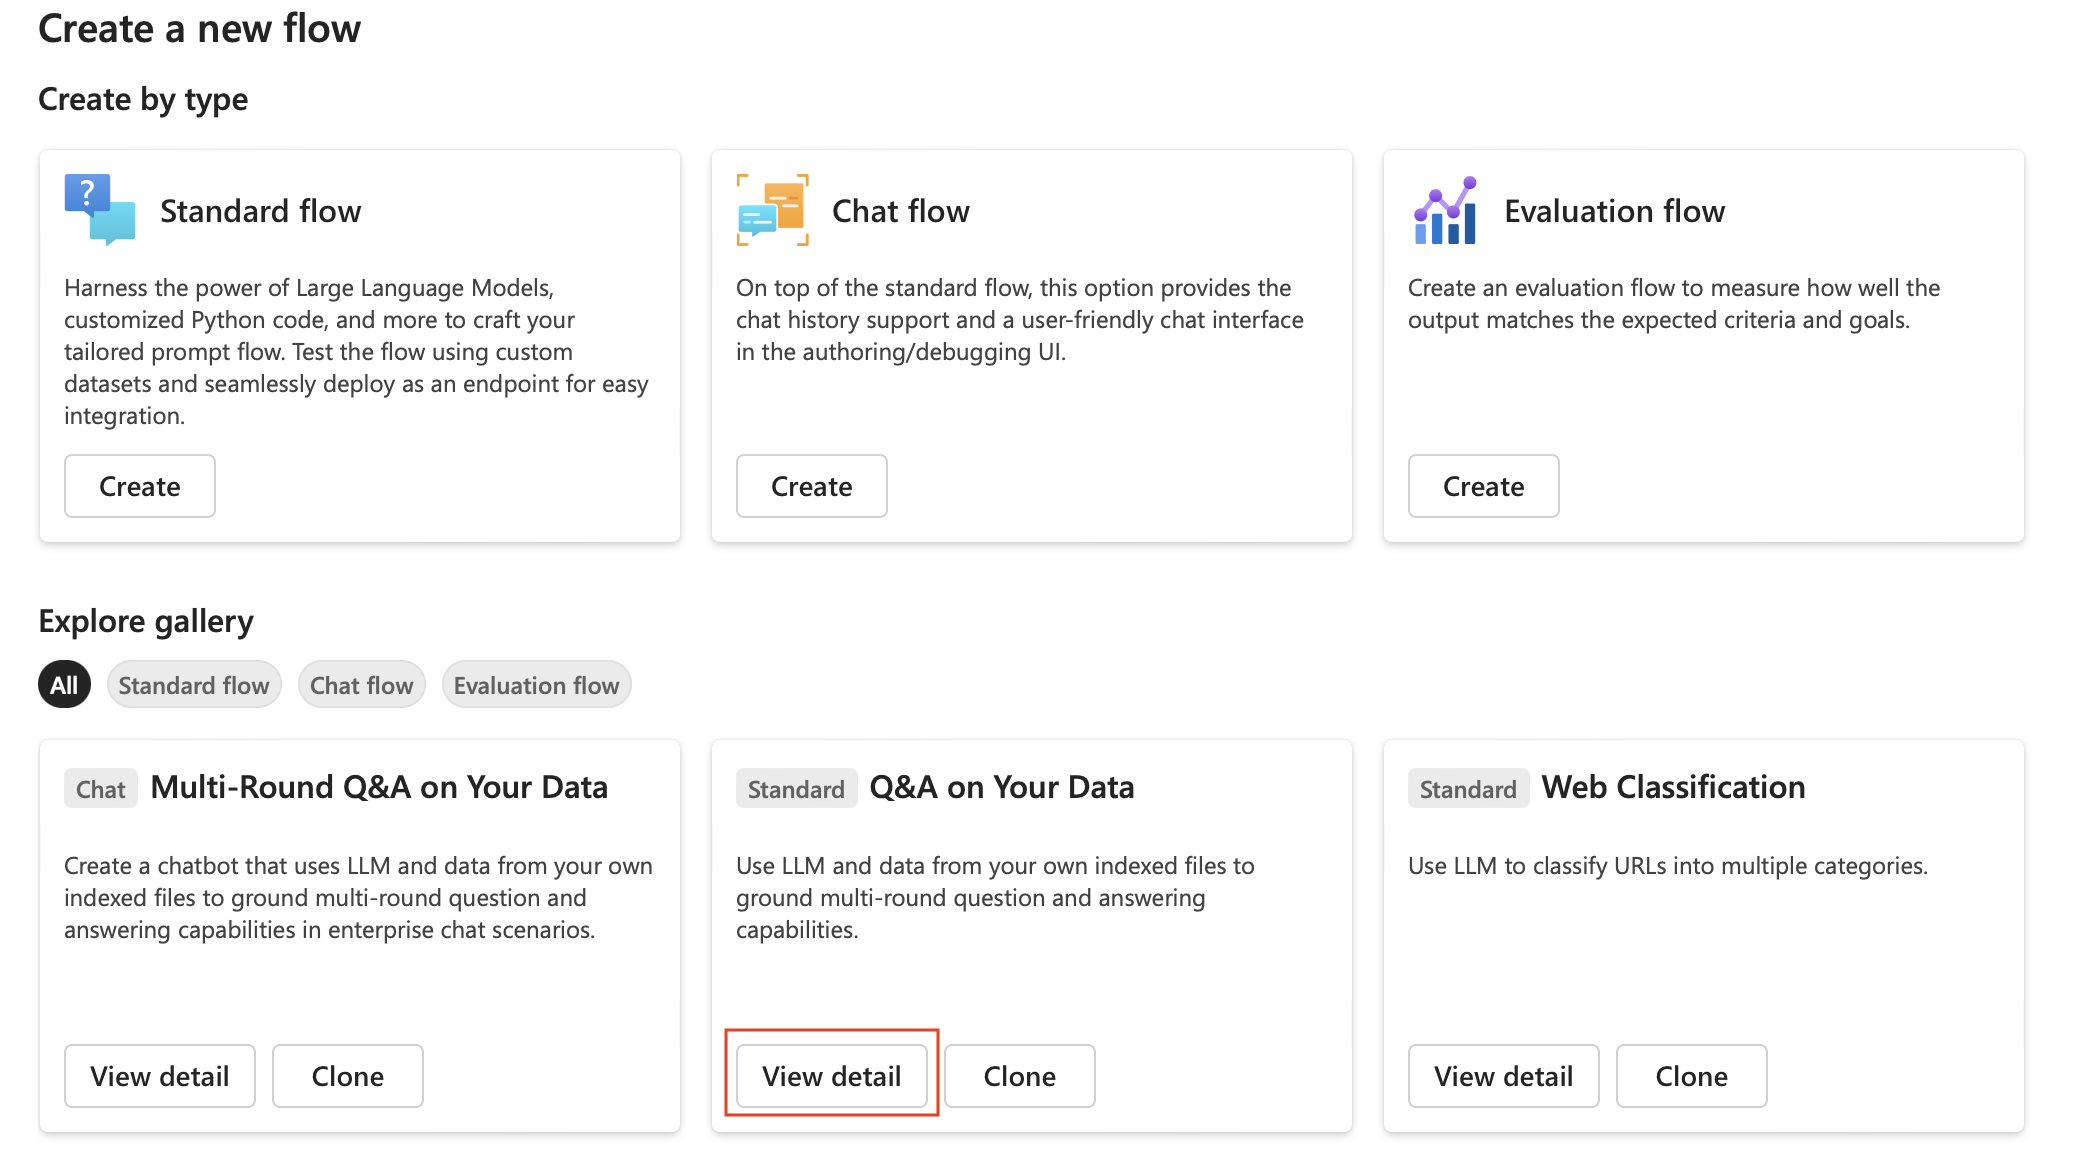 Create a new flow
Create by type
?
Standard flow
Harness the power of Large Language Models,
customized Python code, and more to craft your
tailored prompt flow. Test the flow using custom
datasets and seamlessly deploy as an endpoint for easy
integration.
Create
Chat flow
On top of the standard flow, this option provides the
chat history support and a user-friendly chat interface
in the authoring/debugging UI.
Create
Evaluation flow
Create an evaluation flow to measure how well the
output matches the expected criteria and goals.
Create
Explore gallery
All Standard flow Chat flow Evaluation flow
Chat Multi-Round Q&A on Your Data
Create a chatbot that uses LLM and data from your own
indexed files to ground multi-round question and
answering capabilities in enterprise chat scenarios.
View detail Clone
Standard Q&A on Your Data
Use LLM and data from your own indexed files to
ground multi-round question and answering
capabilities.
View detail Clone
Standard Web Classification
Use LLM to classify URLs into multiple categories.
View detail Clone